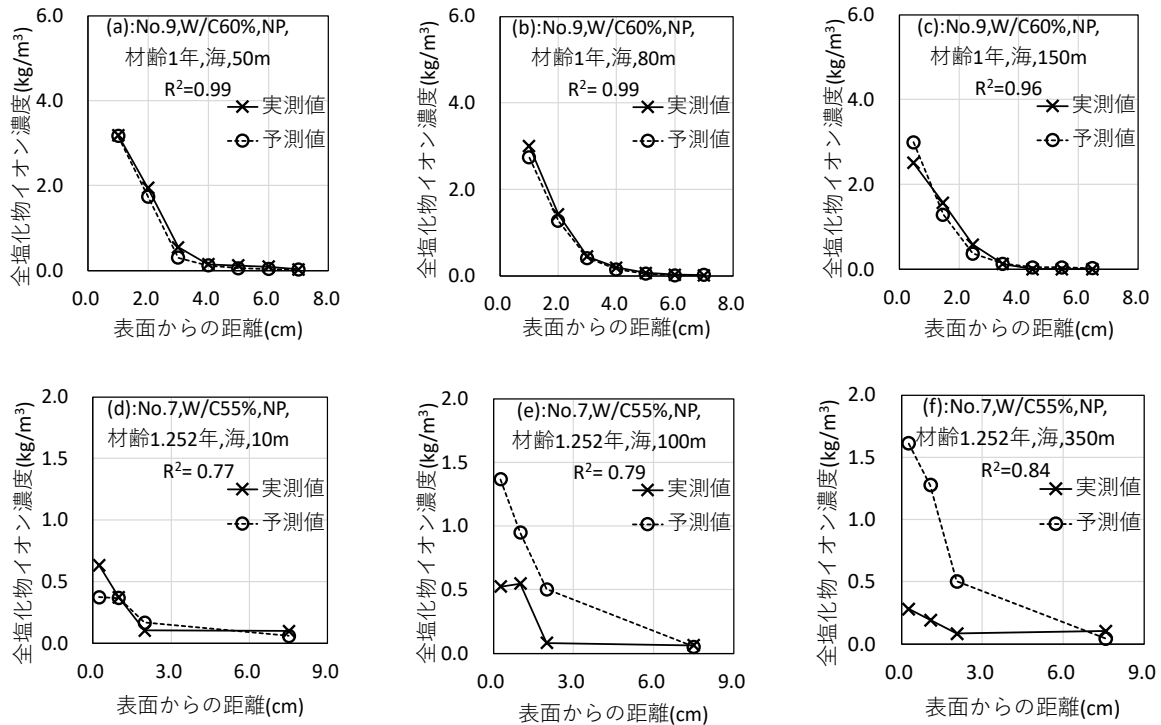 全塩化物イオン濃度(kg/m³)
6.0
4.0
2.0
0.0
(a):No.9,W/C60%,NP,
材齢1年,海,50m
R²=0.99
実測値
予測値
0.0 2.0 4.0 6.0 8.0
表面からの距離(cm)
全塩化物イオン濃度(kg/m³)
6.0
4.0
2.0
0.0
(b):No.9,W/C60%,NP,
材齢1年,海,80m
R²= 0.99
実測値
予測値
0.0 2.0 4.0 6.0 8.0
表面からの距離(cm)
全塩化物イオン濃度(kg/m³)
6.0
4.0
2.0
0.0
(c):No.9,W/C60%,NP,
材齢1年,海,150m
R²=0.96
実測値
予測値
0.0 2.0 4.0 6.0 8.0
表面からの距離(cm)
全塩化物イオン濃度(kg/m³)
2.0
1.5
1.0
0.5
0.0
(d):No.7,W/C55%,NP,
材齢1.252年,海,10m
R²= 0.77
実測値
予測値
0.0 3.0 6.0 9.0
表面からの距離(cm)
全塩化物イオン濃度(kg/m³)
2.0
1.5
1.0
0.5
0.0
(e):No.7,W/C55%,NP,
材齢1.252年,海,100m
R²= 0.79
実測値
予測値
0.0 3.0 6.0 9.0
表面からの距離(cm)
全塩化物イオン濃度(kg/m³)
2.0
1.5
1.0
0.5
0.0
(f):No.7,W/C55%,NP,
材齢1.252年,海,350m
R²=0.84
実測値
予測値
0.0 3.0 6.0 9.0
表面からの距離(cm)